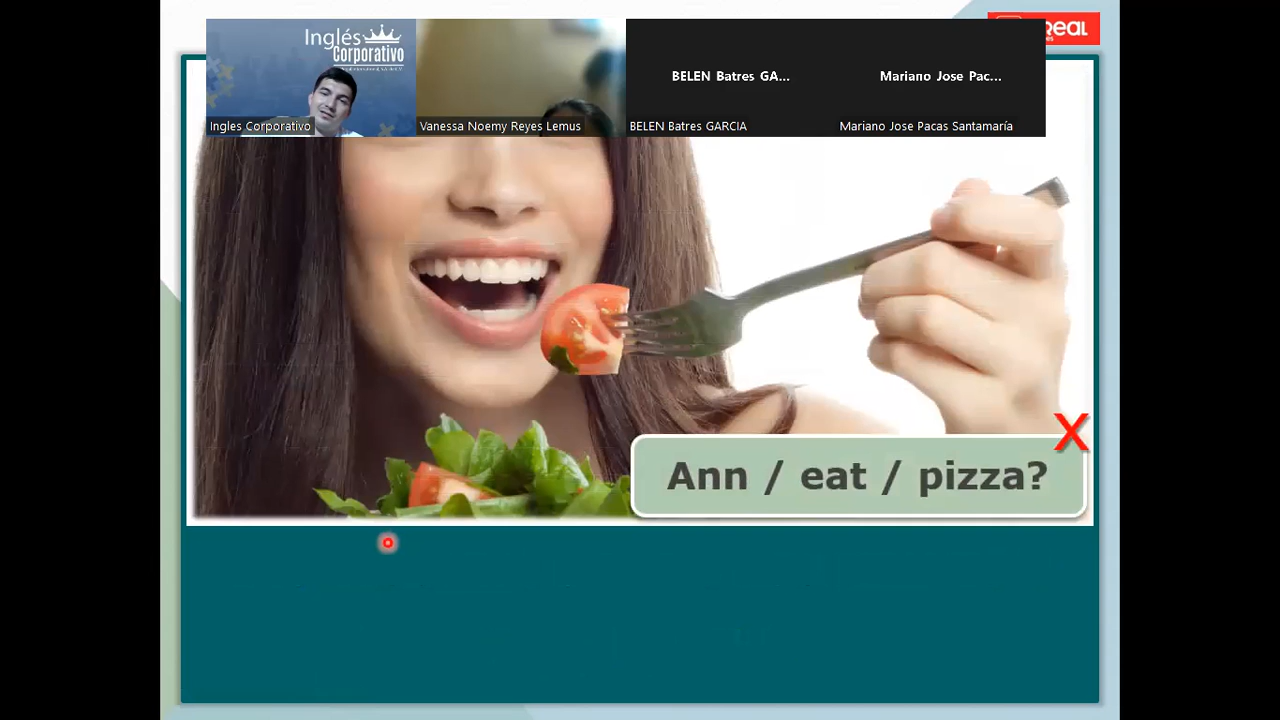 Real
Inglés
Corporativo
BELEN Batres GA...
Mariano Jose Pac...
Ingles Corporativo
Vanessa Noemy Reyes Lemus
BELEN Batres GARCIA
Mariano Jose Pacas Santamaría
X
Ann / eat / pizza?